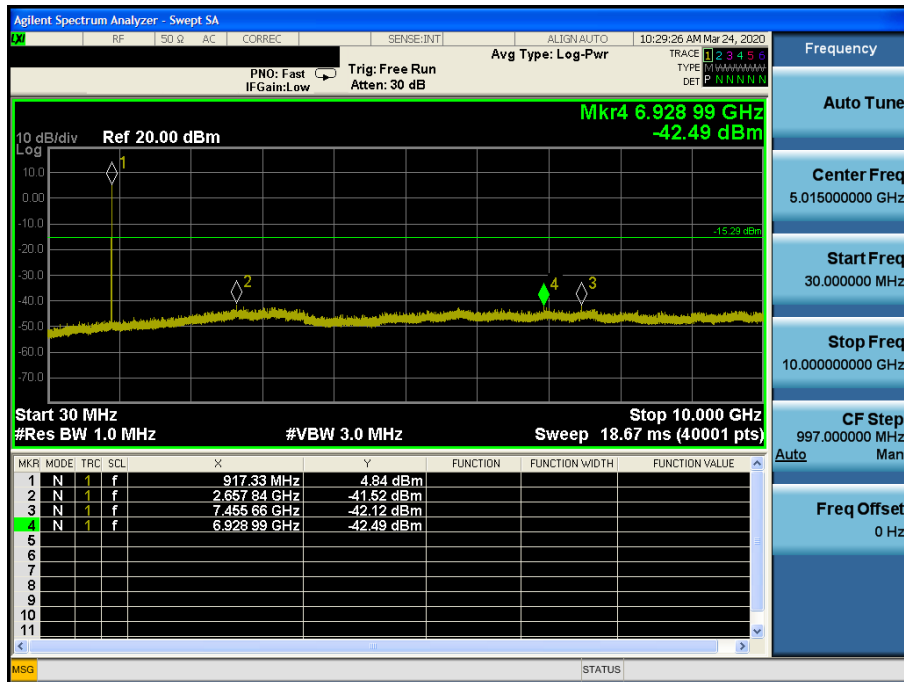 Agilent Spectrum Analyzer - Swept SA
LXI RF 50 Ω AC CORREC SENSE:INT ALIGN AUTO 10:29:26 AM Mar 24, 2020
PNO: Fast Trig: Free Run Avg Type: Log-Pwr TRACE 1 2 3 4 5 6
IFGain:Low Atten: 30 dB TYPE M
DET P N N N N N
Mkr4 6.928 99 GHz
-42.49 dBm
10 dB/div Ref 20.00 dBm
Log
10.0
0.00
-10.0
-20.0
-30.0
-40.0
-50.0
-60.0
-70.0
1
2
4
3
-15.29 dBm
Start 30 MHz Stop 10.000 GHz
#Res BW 1.0 MHz #VBW 3.0 MHz Sweep 18.67 ms (40001 pts)
MKR MODE TRC SCL X Y FUNCTION FUNCTION WIDTH FUNCTION VALUE
1 N 1 f 917.33 MHz 4.84 dBm
2 N 1 f 2.657 84 GHz -41.52 dBm
3 N 1 f 7.455 66 GHz -42.12 dBm
4 N 1 f 6.928 99 GHz -42.49 dBm
5
6
7
8
9
10
11
MSG STATUS
Frequency
Auto Tune
Center Freq
5.015000000 GHz
Start Freq
30.000000 MHz
Stop Freq
10.000000000 GHz
CF Step
997.000000 MHz
Auto Man
Freq Offset
0 Hz